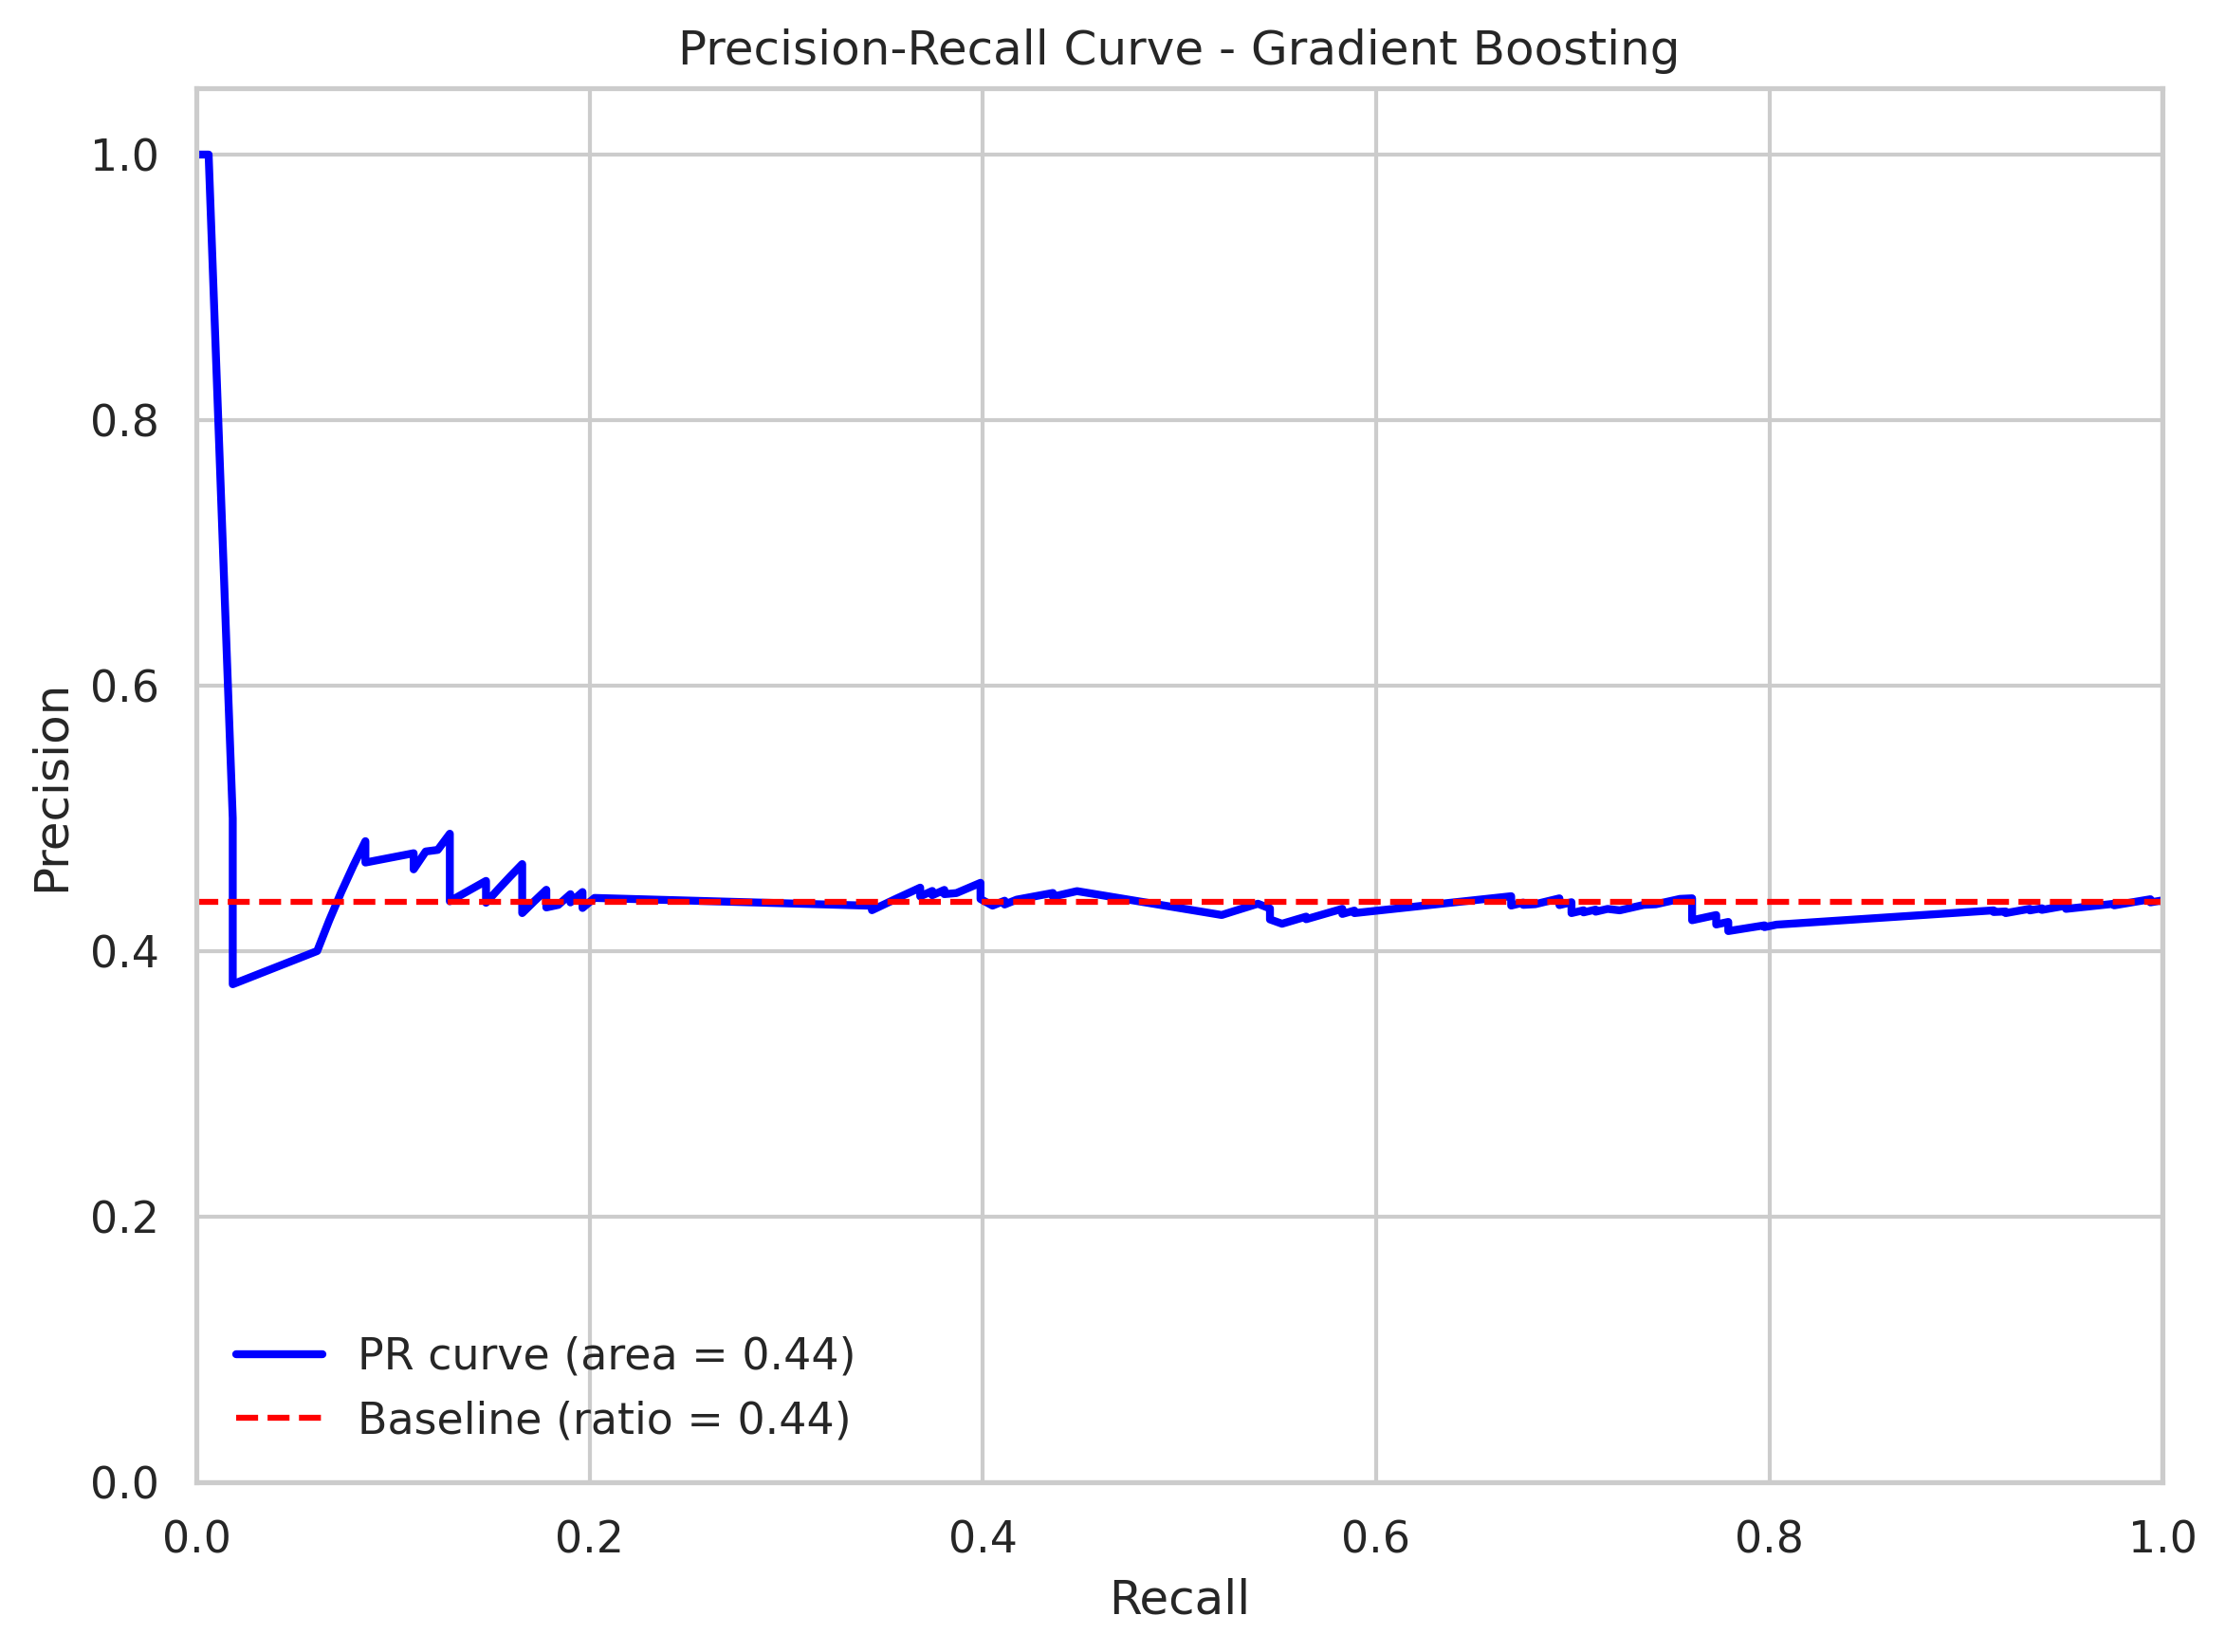 Precision-Recall Curve - Gradient Boosting
1.0
0.8
0.6
0.4
0.2
0.0
Precision
PR curve (area = 0.44)
Baseline (ratio = 0.44)
0.0 0.2 0.4 0.6 0.8 1.0
Recall